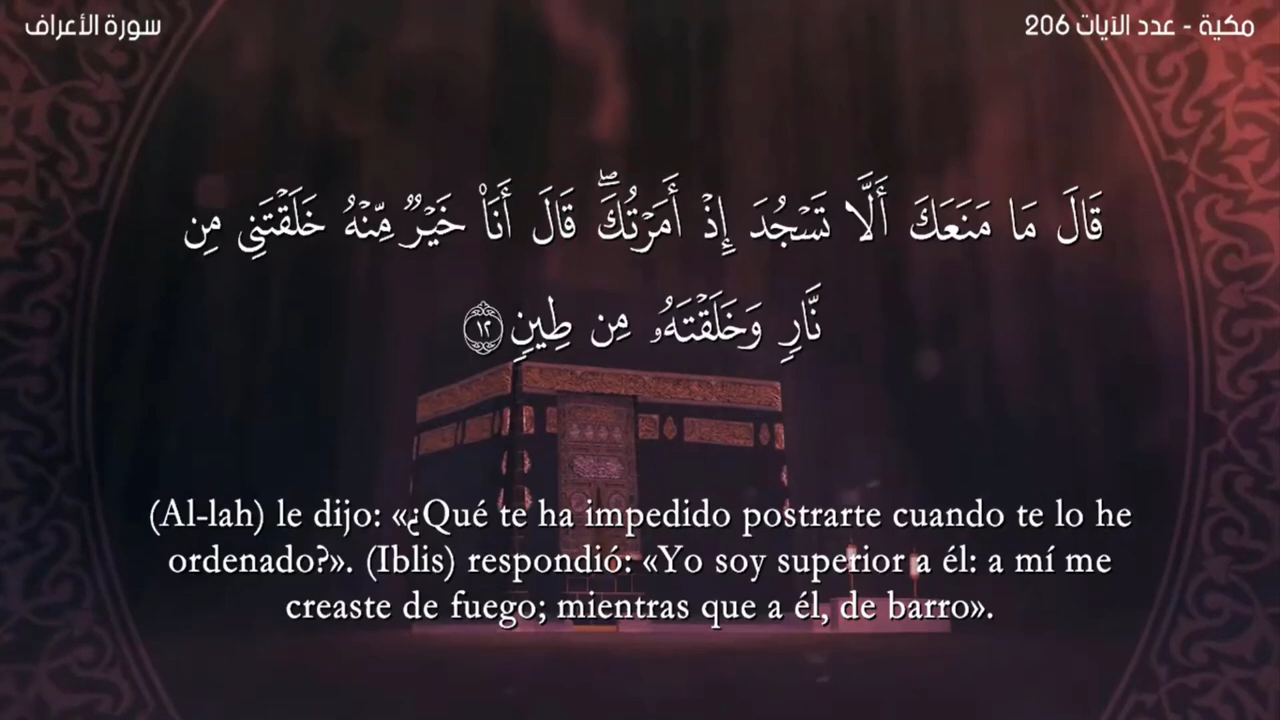 سورة الأعراف
مكية - عدد الآيات 206
قَالَ مَا مَنَعَكَ أَلَّا تَسْجُدَ إِذْ أَمَرْتُكَ ۖ قَالَ أَنَا۠ خَيْرٌ مِّنْهُ خَلَقْتَنِى مِن
نَّارٍ وَخَلَقْتَهُۥ مِن طِينٍ ١٢
(Al-lah) le dijo: «¿Qué te ha impedido postrarte cuando te lo he
ordenado?». (Iblis) respondió: «Yo soy superior a él: a mí me
creaste de fuego; mientras que a él, de barro».